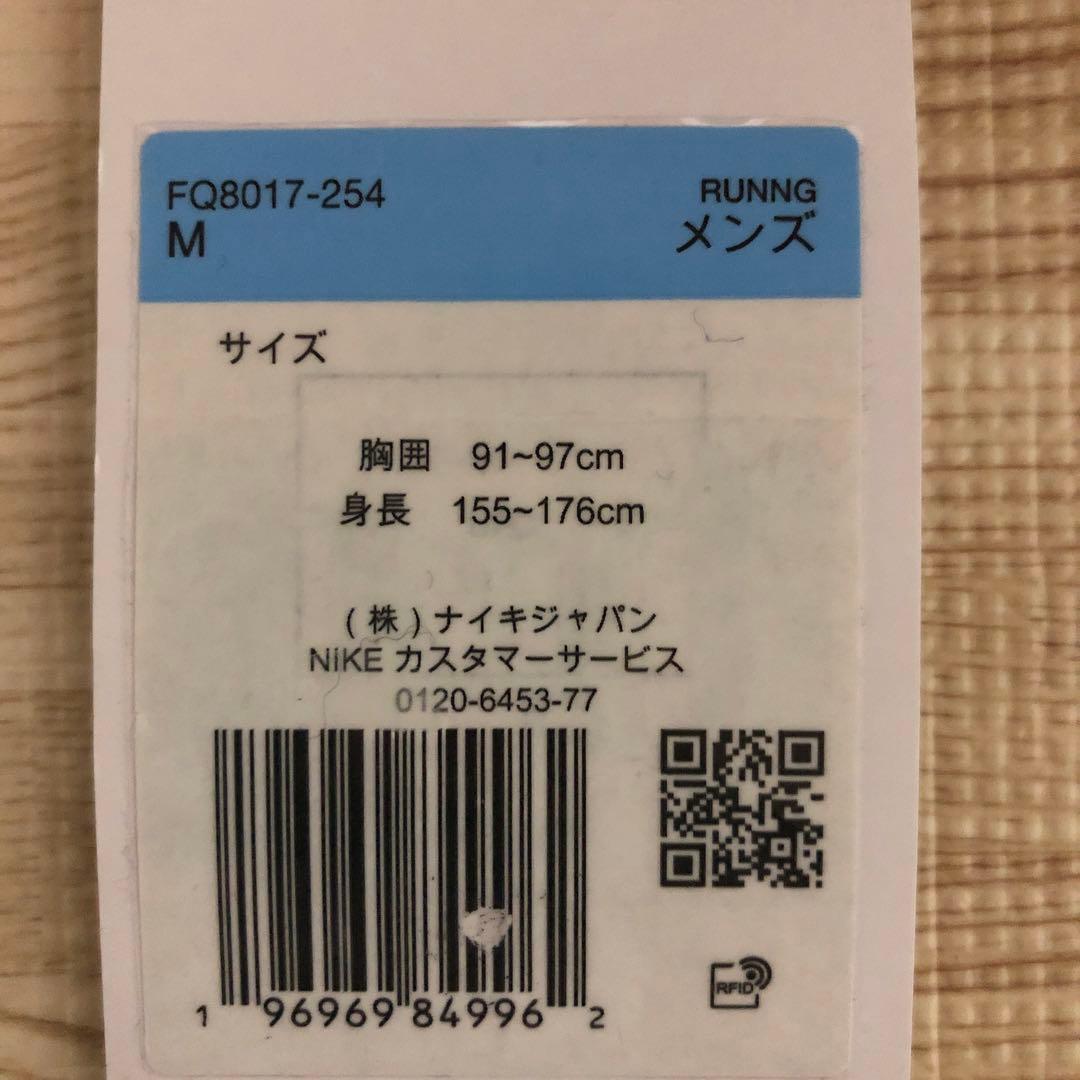 FQ8017-254
RUNNG
M
メンズ
サイズ
胸囲 91~97cm
身長 155~176cm
(株)ナイキジャパン
NIKE カスタマーサービス
0120-6453-77
1 96969 84996 2
RFID